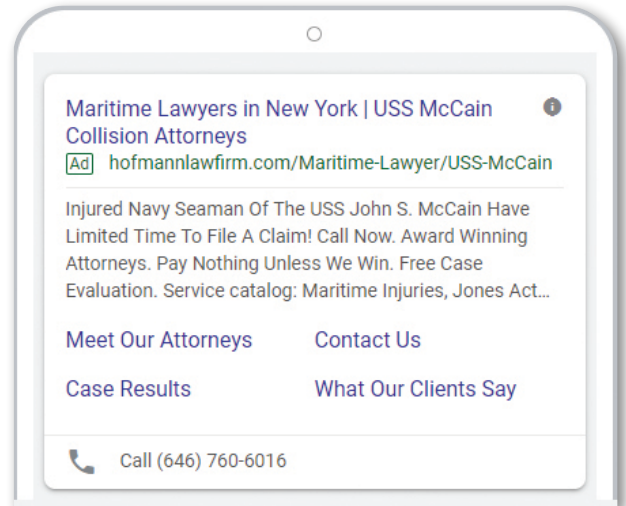 Maritime Lawyers in New York | USS McCain
Collision Attorneys
Ad hofmannlawfirm.com/Maritime-Lawyer/USS-McCain
Injured Navy Seaman Of The USS John S. McCain Have
Limited Time To File A Claim! Call Now. Award Winning
Attorneys. Pay Nothing Unless We Win. Free Case
Evaluation. Service catalog: Maritime Injuries, Jones Act...
Meet Our Attorneys Contact Us
Case Results What Our Clients Say
Call (646) 760-6016